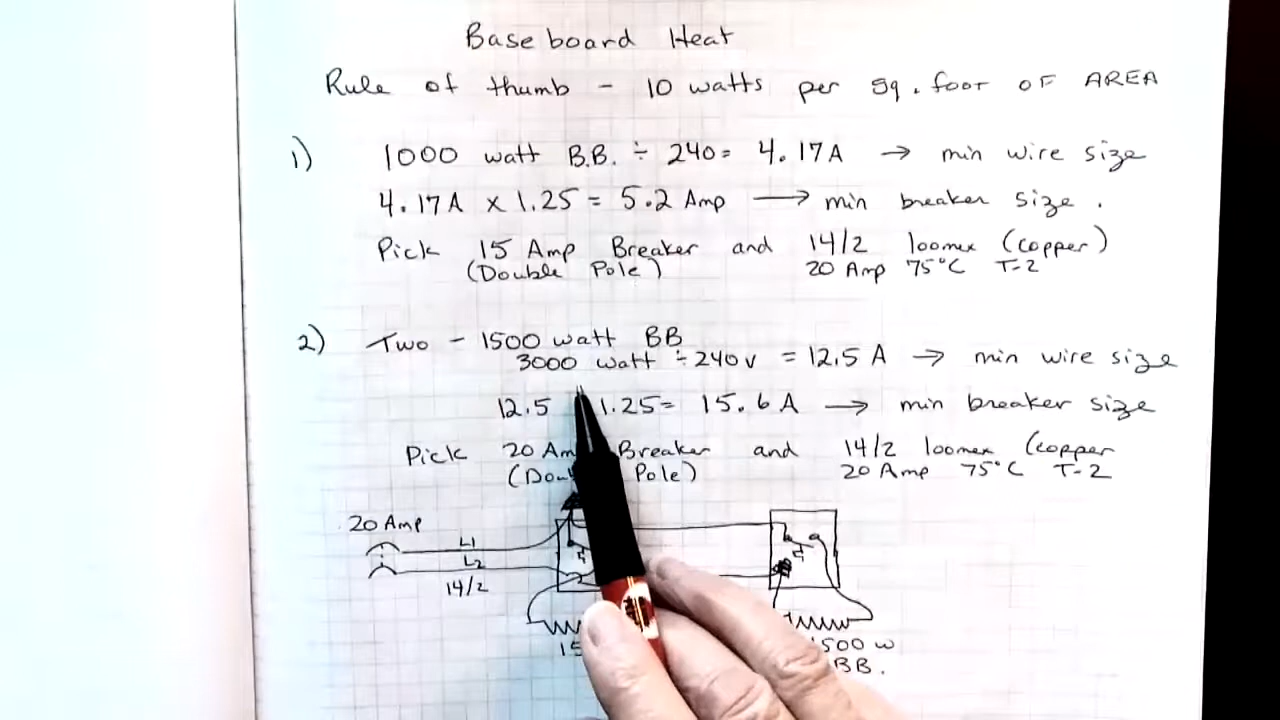 Baseboard Heat
Rule of thumb - 10 watts per sq. foot OF AREA
1) 1000 watt B.B. ÷ 240 = 4.17A → min wire size
4.17A x 1.25 = 5.2 Amp → min breaker size.
Pick 15 Amp Breaker and 14/2 loomex (copper)
(Double Pole) 20 Amp 75°C T-2
2) Two - 1500 watt BB
3000 watt ÷ 240v = 12.5 A → min wire size
12.5 1.25 = 15.6 A → min breaker size
Pick 20 Am Breaker and 14/2 loomex (copper
(Dou Pole) 20 Amp 75°C T-2
20 Amp
L1
L2
14/2
15 500 w
BB.